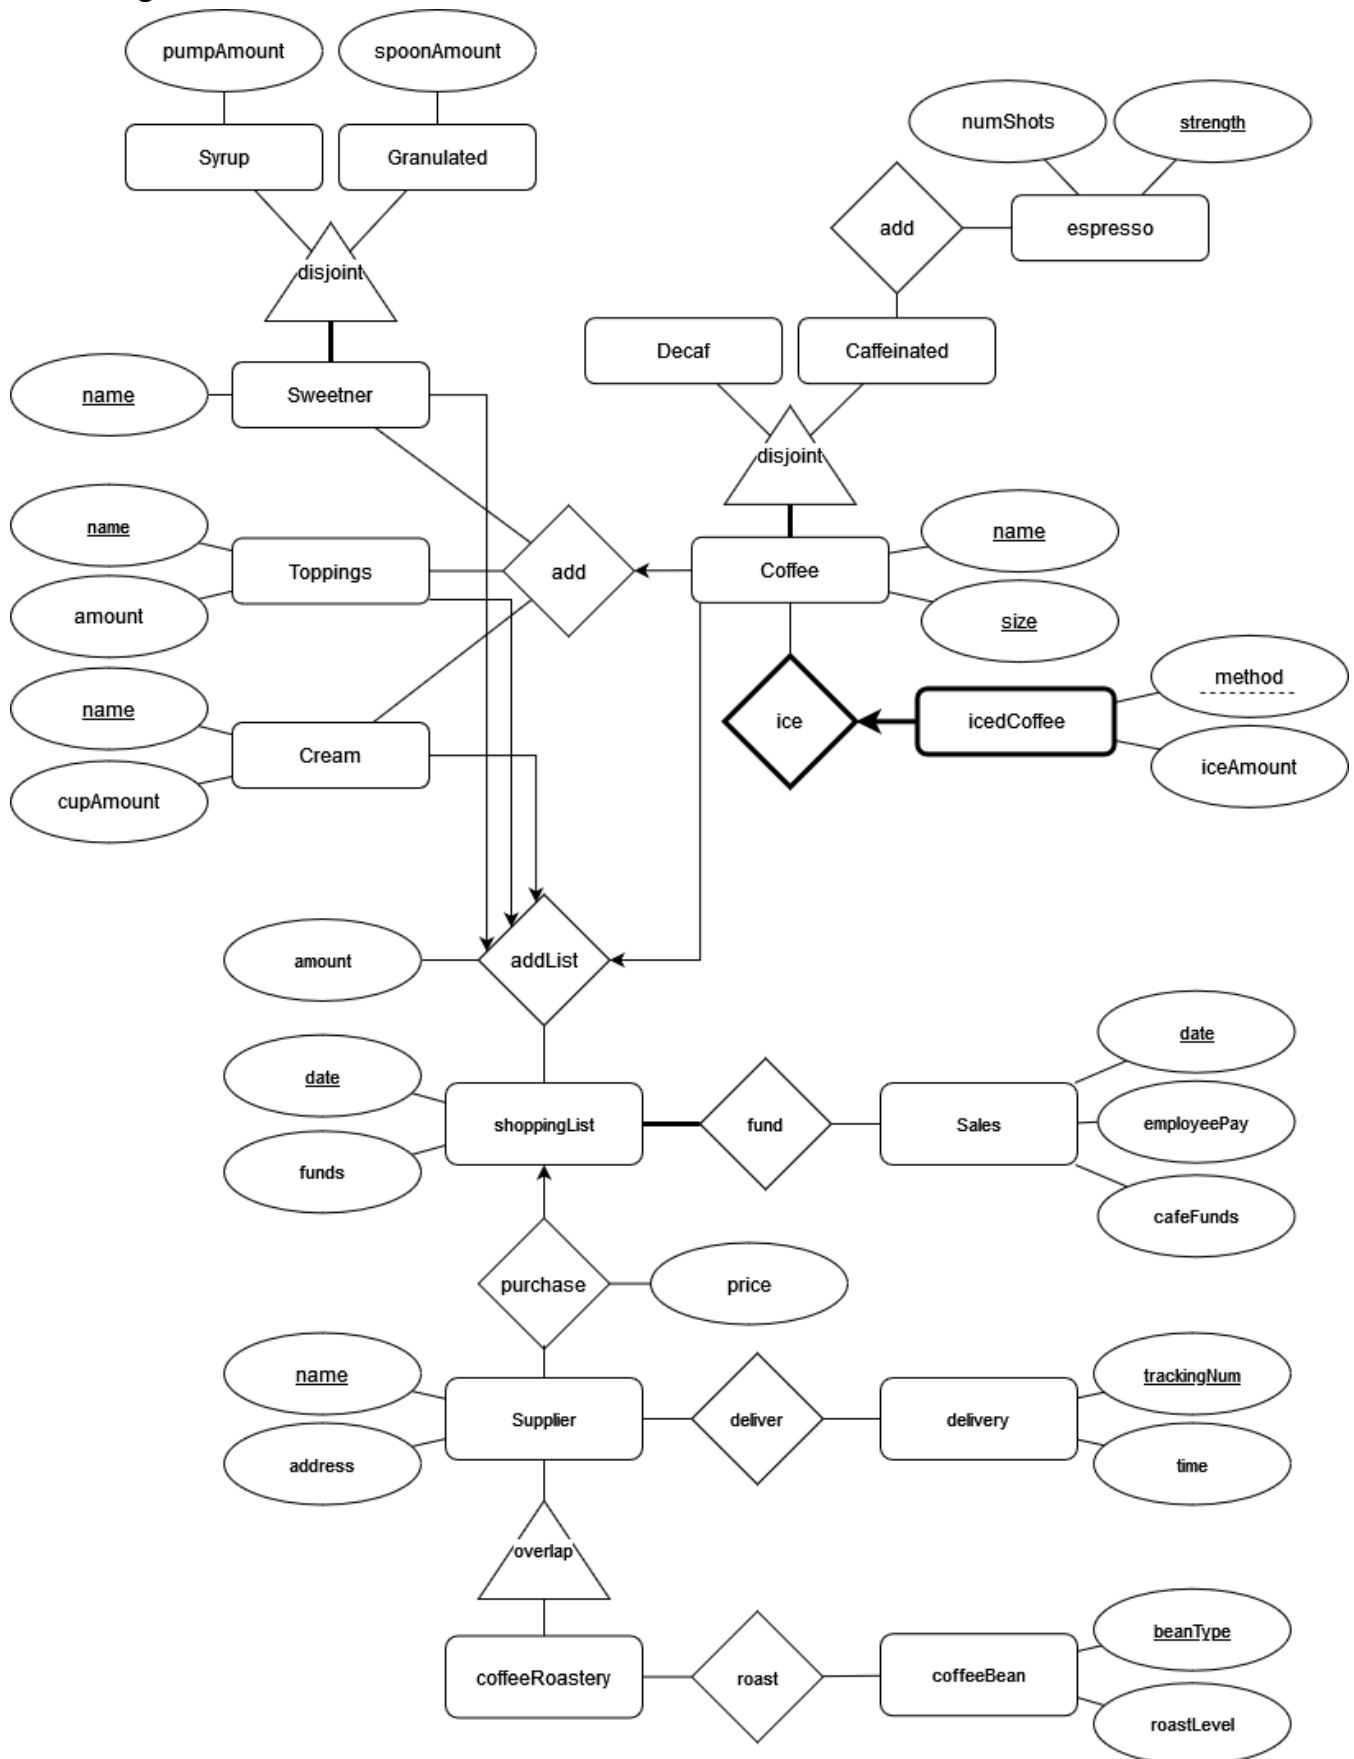 pumpAmount
spoonAmount
Syrup
Granulated
numShots
strength
add
espresso
disjoint
Decaf
Caffeinated
name
Sweetner
disjoint
name
Toppings
amount
add
Coffee
name
size
name
Cream
cupAmount
ice
icedCoffee
method
iceAmount
amount
addList
date
shoppingList
funds
fund
Sales
date
employeePay
cafeFunds
purchase
price
name
Supplier
address
deliver
delivery
trackingNum
time
overlap
coffeeRoastery
roast
coffeeBean
beanType
roastLevel